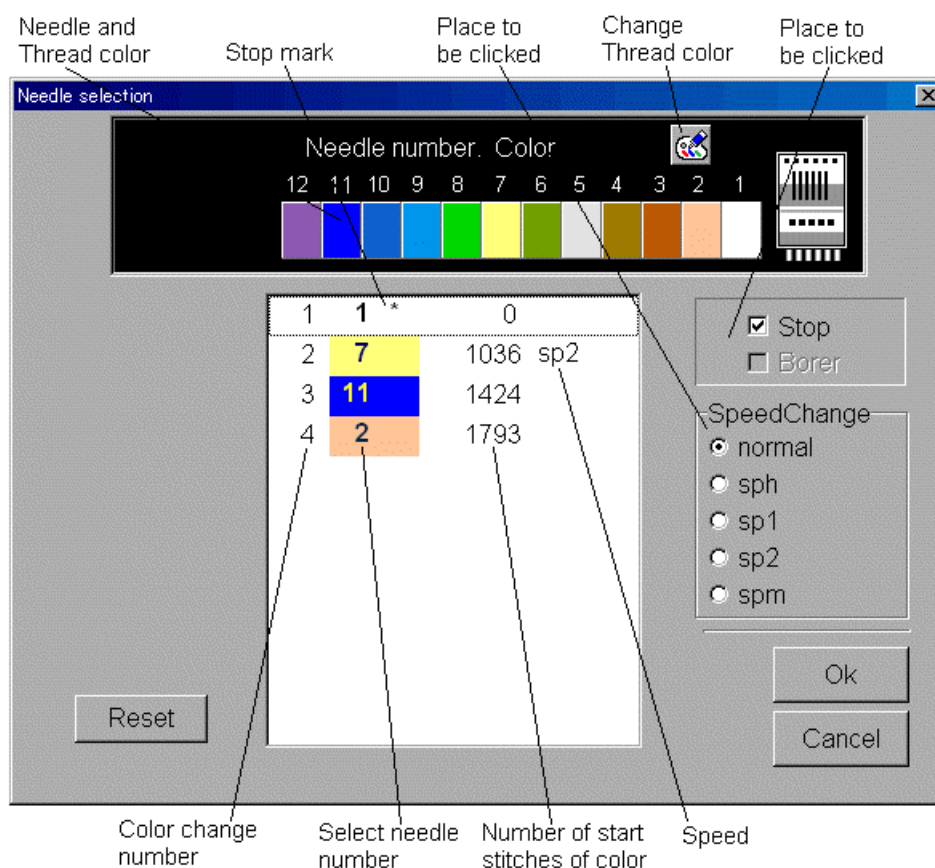 Needle and
Thread color
Stop mark
Place to
be clicked
Change
Thread color
Place to
be clicked
Needle selection
Needle number. Color
12 11 10 9 8 7 6 5 4 3 2 1
1 1 * 0
2 7 1036 sp2
3 11 1424
4 2 1793
Stop
Borer
SpeedChange
normal
sph
sp1
sp2
spm
Ok
Reset
Cancel
Color change
number
Select needle
number
Number of start
stitches of color
Speed